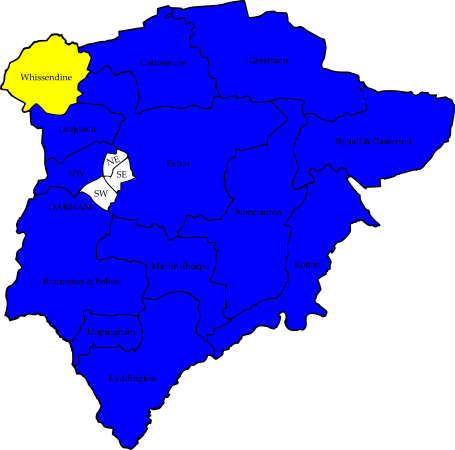 Cottesmore
Greetham
Whissendine
Langham
Ryhall & Casterton
NE
Exton
NW
SE
SW
OAKHAM
Normanton
Martinsthorpe
Ketton
Braunston & Belton
Uppingham
Lyddington